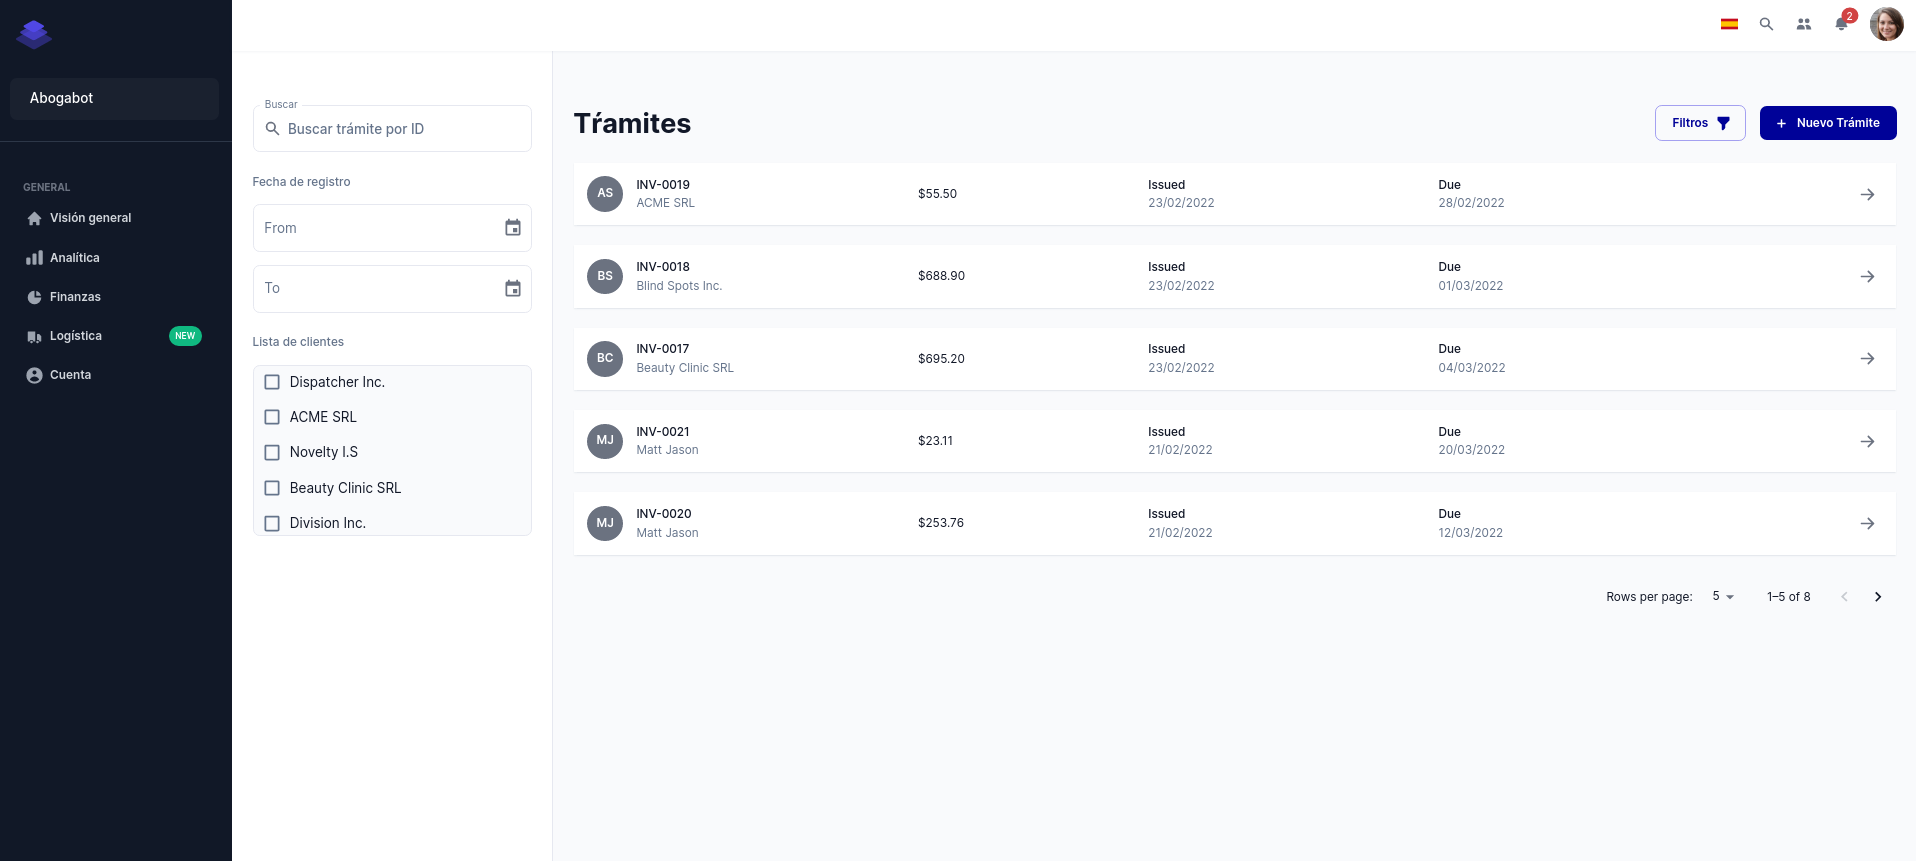 2
Abogabot
GENERAL
Visión general
Analítica
Finanzas
Logística NEW
Cuenta
Buscar
Buscar trámite por ID
Fecha de registro
From
To
Lista de clientes
Dispatcher Inc.
ACME SRL
Novelty I.S
Beauty Clinic SRL
Division Inc.
Tŕamites
Filtros
+ Nuevo Trámite
AS
INV-0019
ACME SRL
$55.50
Issued
23/02/2022
Due
28/02/2022
BS
INV-0018
Blind Spots Inc.
$688.90
Issued
23/02/2022
Due
01/03/2022
BC
INV-0017
Beauty Clinic SRL
$695.20
Issued
23/02/2022
Due
04/03/2022
MJ
INV-0021
Matt Jason
$23.11
Issued
21/02/2022
Due
20/03/2022
MJ
INV-0020
Matt Jason
$253.76
Issued
21/02/2022
Due
12/03/2022
Rows per page: 5 1–5 of 8